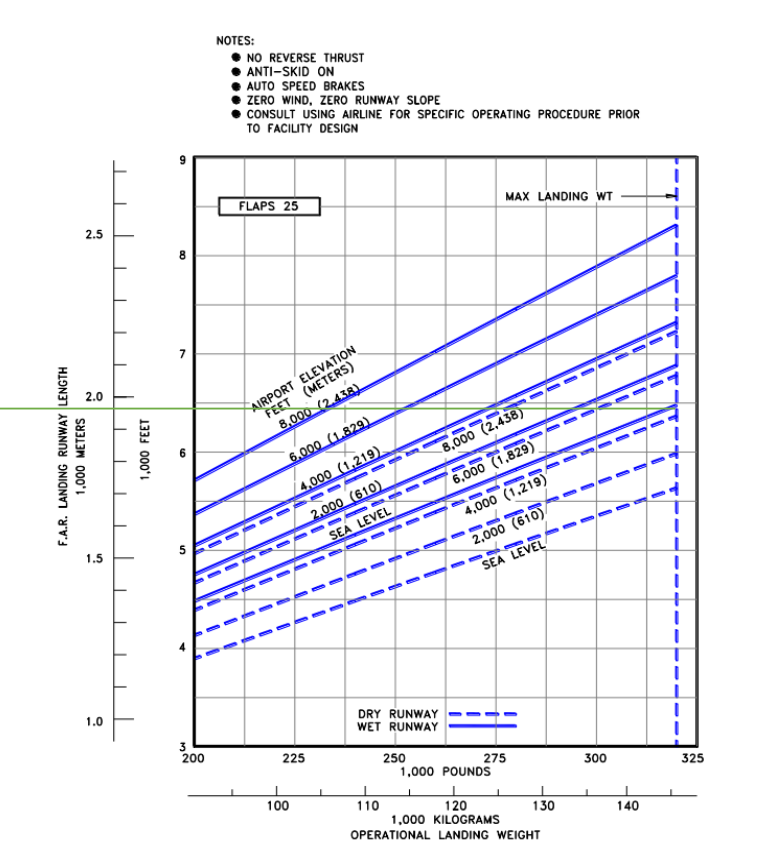 NOTES:
● NO REVERSE THRUST
● ANTI-SKID ON
● AUTO SPEED BRAKES
● ZERO WIND, ZERO RUNWAY SLOPE
● CONSULT USING AIRLINE FOR SPECIFIC OPERATING PROCEDURE PRIOR
TO FACILITY DESIGN
FLAPS 25
MAX LANDING WT
F.A.R. LANDING RUNWAY LENGTH
1,000 METERS
2.5
2.0
1.5
1.0
1,000 FEET
9
8
7
6
5
4
3
AIRPORT ELEVATION
FEET (METERS)
8,000 (2,438)
6,000 (1,829)
4,000 (1,219)
2,000 (610)
SEA LEVEL
8,000 (2,438)
6,000 (1,829)
4,000 (1,219)
2,000 (610)
SEA LEVEL
DRY RUNWAY
WET RUNWAY
200 225 250 275 300 325
1,000 POUNDS
100 110 120 130 140
1,000 KILOGRAMS
OPERATIONAL LANDING WEIGHT